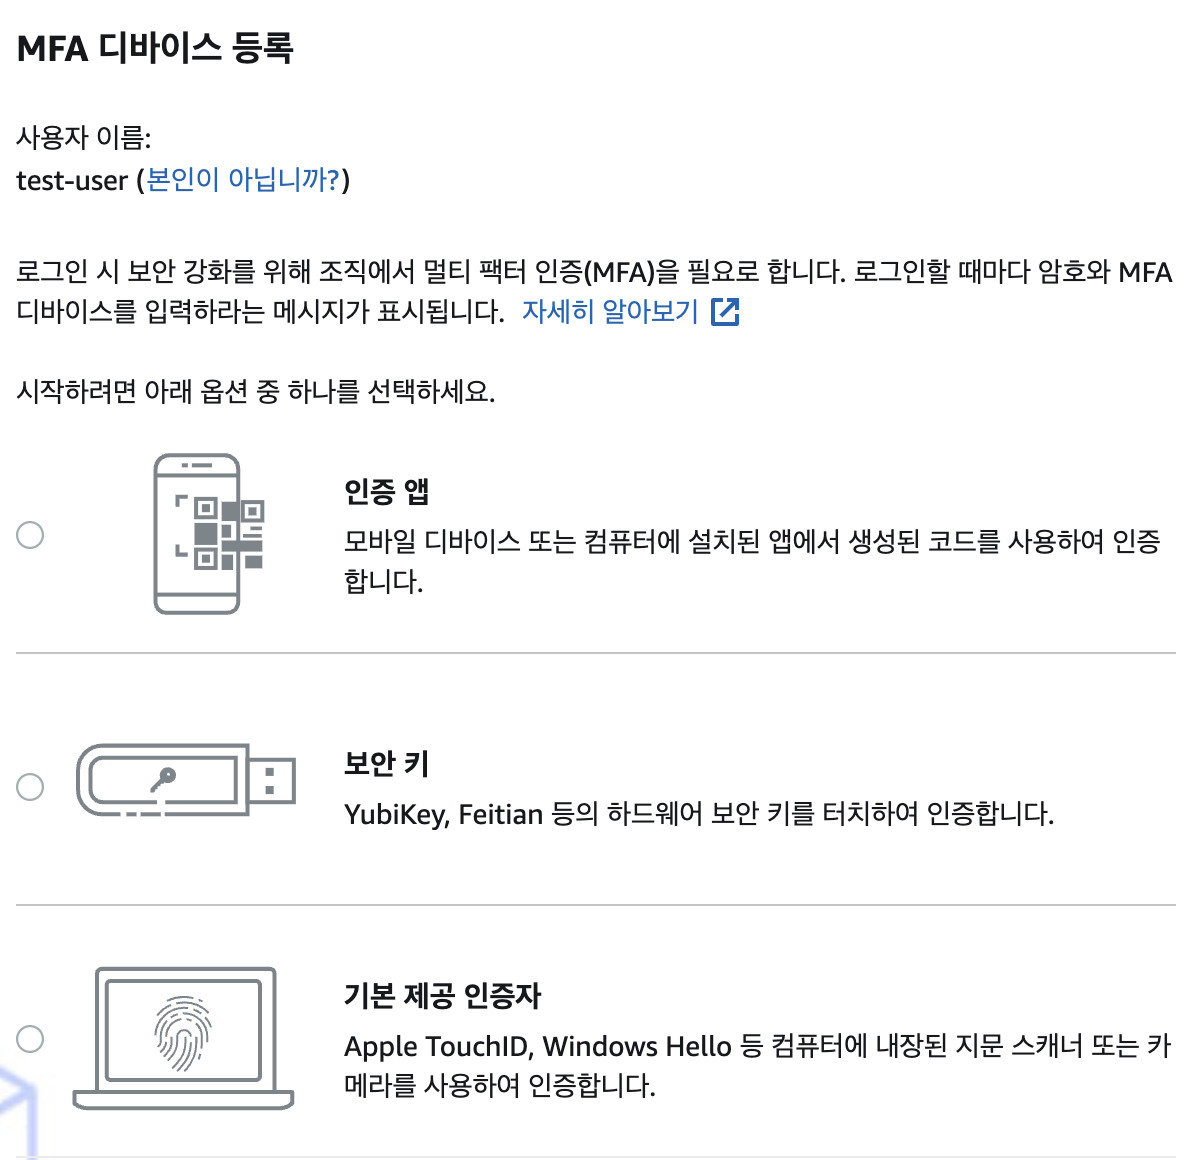 MFA 디바이스 등록
사용자 이름:
test-user (본인이 아닙니까?)
로그인 시 보안 강화를 위해 조직에서 멀티 팩터 인증(MFA)을 필요로 합니다. 로그인할 때마다 암호와 MFA
디바이스를 입력하라는 메시지가 표시됩니다. 자세히 알아보기
시작하려면 아래 옵션 중 하나를 선택하세요.
인증 앱
모바일 디바이스 또는 컴퓨터에 설치된 앱에서 생성된 코드를 사용하여 인증
합니다.
보안 키
YubiKey, Feitian 등의 하드웨어 보안 키를 터치하여 인증합니다.
기본 제공 인증자
Apple TouchID, Windows Hello 등 컴퓨터에 내장된 지문 스캐너 또는 카
메라를 사용하여 인증합니다.